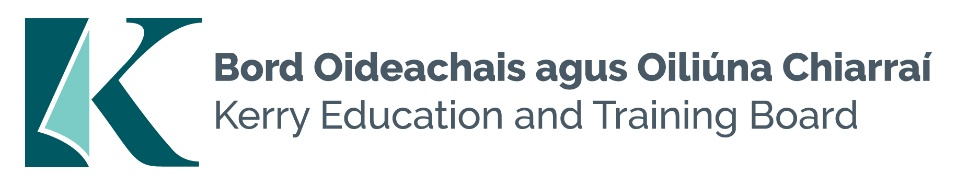 Bord Oideachais agus Oiliúna Chiarraí
Kerry Education and Training Board